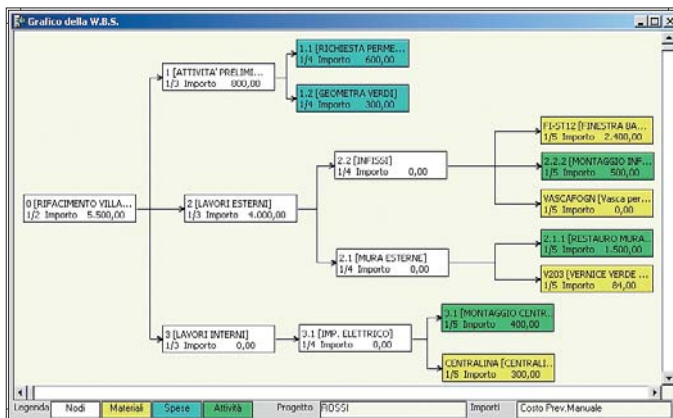 Grafico della W.B.S.
1.1 [RICHIESTA PERME...
1/4 Importo 600,00
1 [ATTIVITA' PRELIMI...
1/3 Importo 800,00
1.2 [GEOMETRA VERDI]
1/4 Importo 300,00
FI-ST12 [FINESTRA BA...
1/5 Importo 2.400,00
2.2 [INFISSI]
1/4 Importo 0,00
2.2.2 [MONTAGGIO INF...
1/5 Importo 500,00
VASCAFOGN [Vasca per...
1/5 Importo 0,00
0 [RIFACIMENTO VILLA...
1/2 Importo 5.500,00
2 [LAVORI ESTERNI]
1/3 Importo 4.000,00
2.1.1 [RESTAURO MURA...
1/5 Importo 1.500,00
2.1 [MURA ESTERNE]
1/4 Importo 0,00
V203 [VERNICE VERDE ...
1/5 Importo 84,00
3.1 [MONTAGGIO CENTR...
1/5 Importo 400,00
3 [LAVORI INTERNI]
1/3 Importo 0,00
3.1 [IMP. ELETTRICO]
1/4 Importo 0,00
CENTRALINA [CENTRALI...
1/5 Importo 300,00
Legenda Nodi Materiali Spese Attività Progetto ROSSI Importi Costo Prev.Manuale